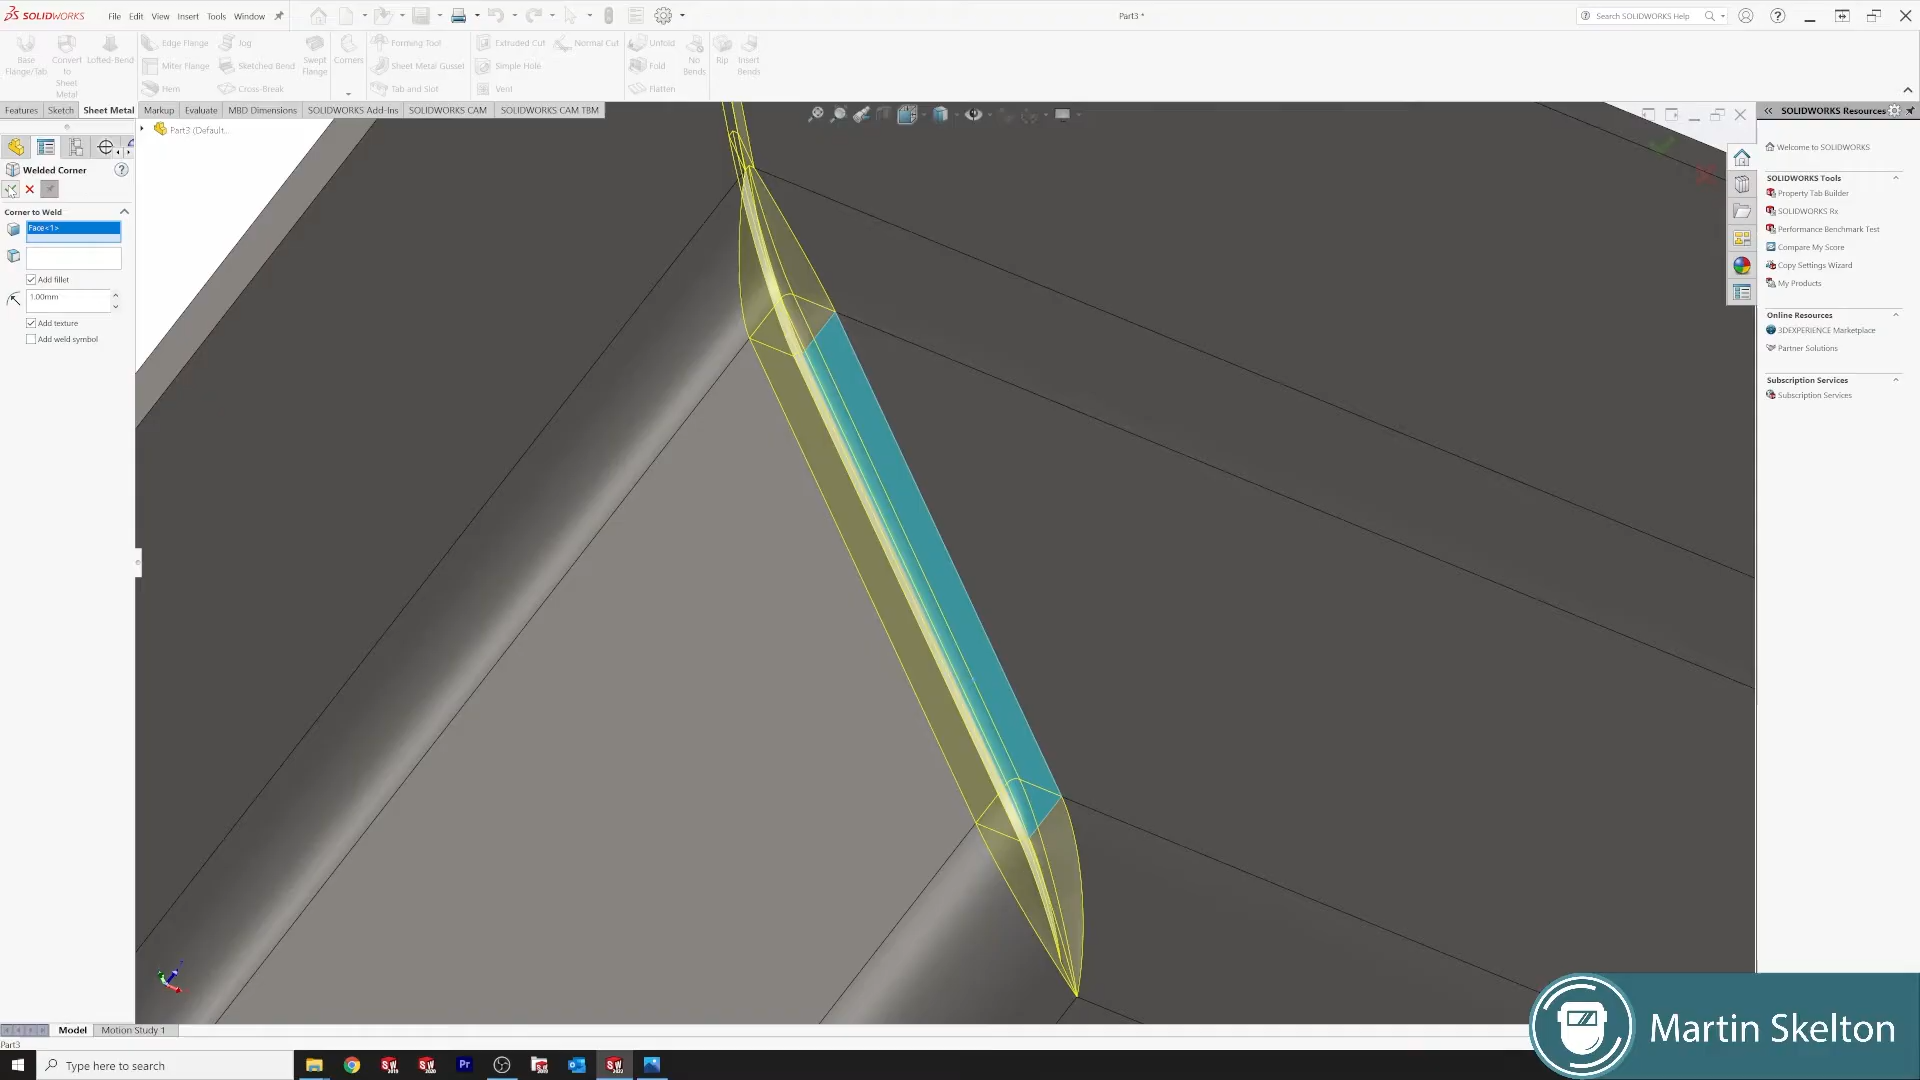 SOLIDWORKS
File Edit View Insert Tools Window
Part3 *
Search SOLIDWORKS Help
Base Flange/Tab
Convert to Sheet Metal
Lofted-Bend
Edge Flange
Miter Flange
Hem
Jog
Sketched Bend
Cross-Break
Swept Flange
Corners
Forming Tool
Sheet Metal Gusset
Tab and Slot
Extruded Cut
Simple Hole
Vent
Normal Cut
Unfold
Fold
Flatten
No Bends
Rip
Insert Bends
Features Sketch Sheet Metal Markup Evaluate MBD Dimensions SOLIDWORKS Add-Ins SOLIDWORKS CAM SOLIDWORKS CAM TBM
Part3 (Default...
Welded Corner
Corner to Weld
Face<1>
Add fillet
1.00mm
Add texture
Add weld symbol
SOLIDWORKS Resources
Welcome to SOLIDWORKS
SOLIDWORKS Tools
Property Tab Builder
SOLIDWORKS Rx
Performance Benchmark Test
Compare My Score
Copy Settings Wizard
My Products
Online Resources
3DEXPERIENCE Marketplace
Partner Solutions
Subscription Services
Subscription Services
Model Motion Study 1
Part3
Type here to search
Martin Skelton